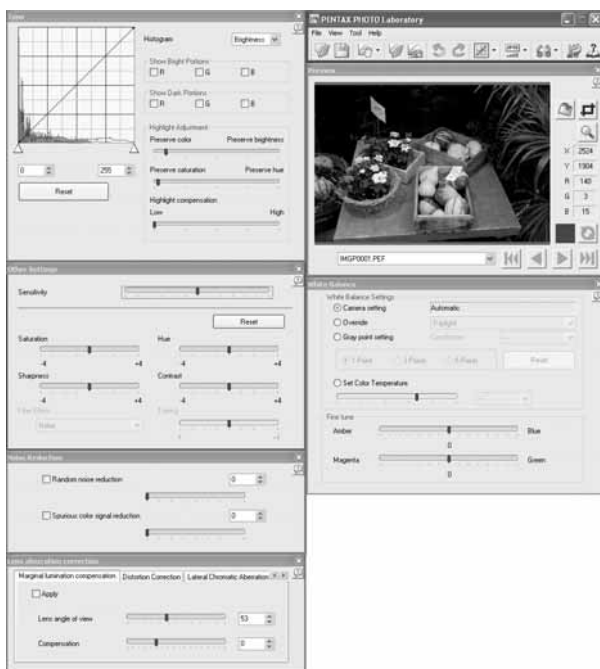 Tone
Histogram
Brightness
Show Bright Portions
R G B
Show Dark Portions
R G B
Highlight Adjustment
Preserve color Preserve brightness
Preserve saturation Preserve hue
Highlight compensation
Low High
0 255
Reset
Other Settings
Sensitivity
Reset
Saturation Hue
-4 +4 -4 +4
Sharpness Contrast
-4 +4 -4 +4
Noise Reduction
Random noise reduction 0
Spurious color signal reduction 0
Lens aberration correction
Marginal lumination compensation Distortion Correction Lateral Chromatic Aberration
Apply
Lens angle of view 53
Compensation 0
PENTAX PHOTO Laboratory
File View Tool Help
Preview
X 2524
Y 1904
R 140
G 3
B 15
IMGP0001.PEF
White Balance
White Balance Settings
Camera setting Automatic
Override Daylight
Gray point setting
1-Point Reset
Set Color Temperature
Fine tune
Amber Blue
0
Magenta Green
0